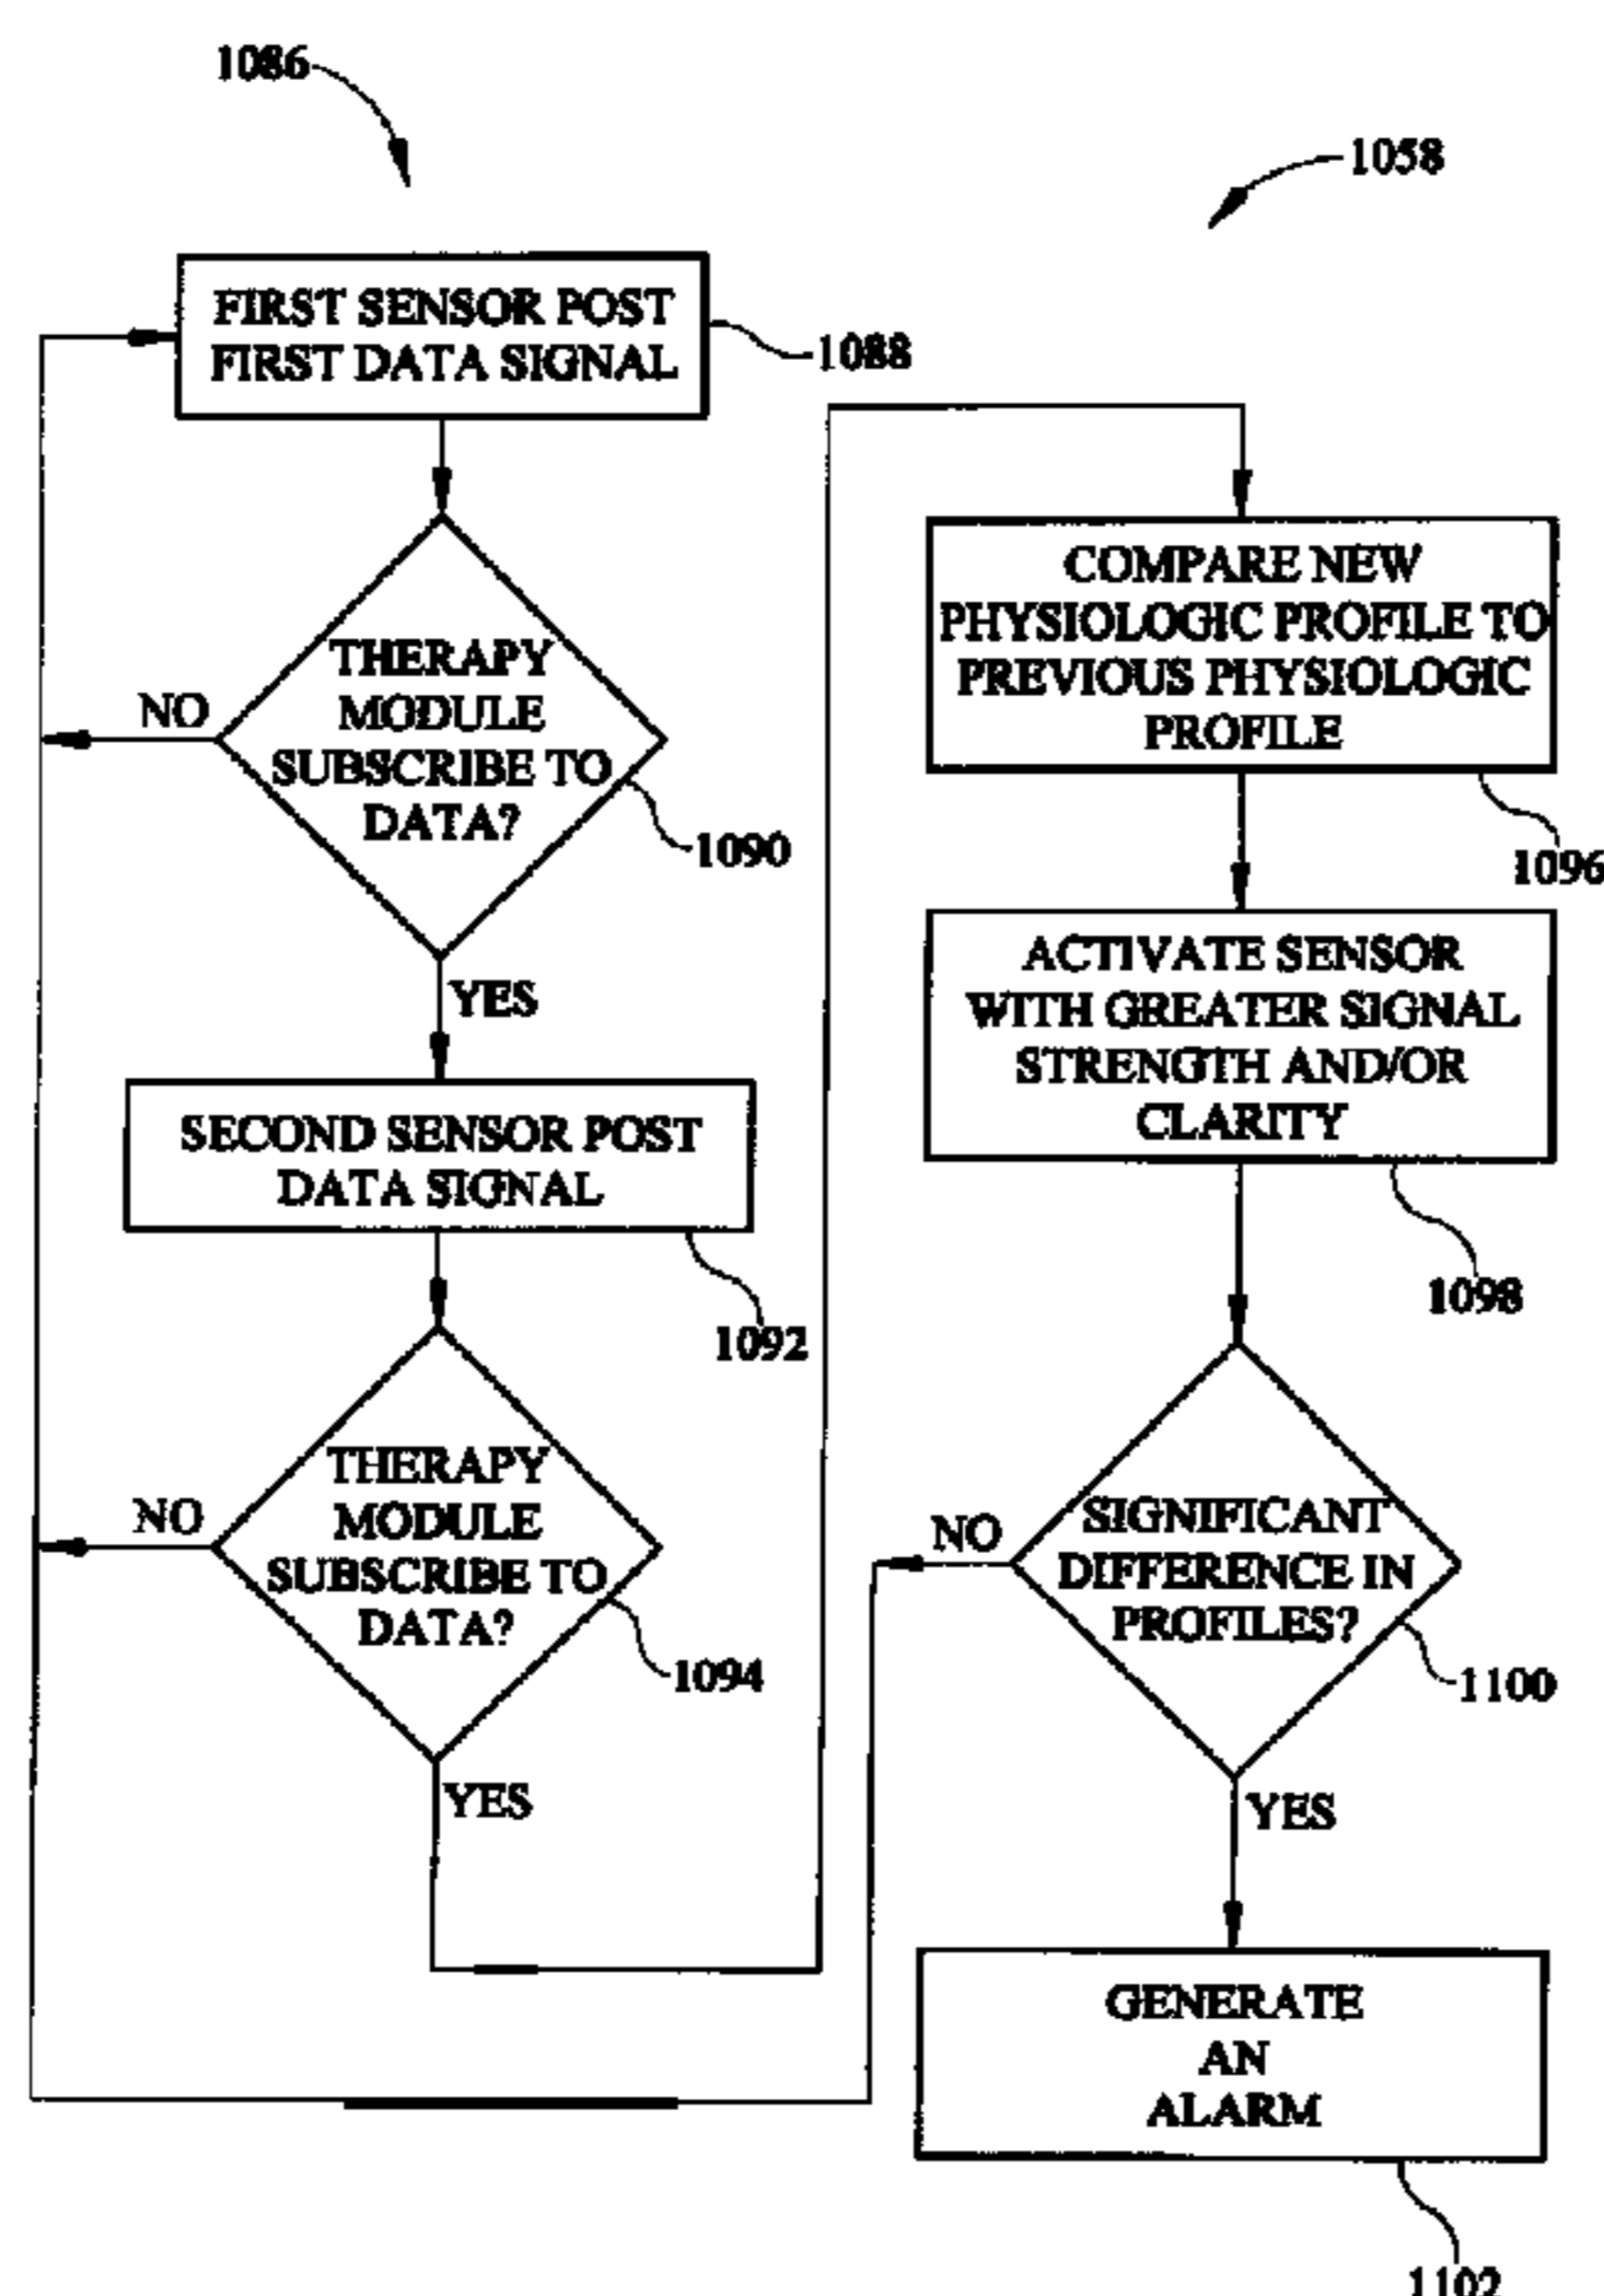 1086
1058
FIRST SENSOR POST
FIRST DATA SIGNAL
1088
THERAPY
MODULE
SUBSCRIBE TO
DATA?
NO
1090
YES
SECOND SENSOR POST
DATA SIGNAL
1092
THERAPY
MODULE
SUBSCRIBE TO
DATA?
NO
1094
YES
COMPARE NEW
PHYSIOLOGIC PROFILE TO
PREVIOUS PHYSIOLOGIC
PROFILE
1096
ACTIVATE SENSOR
WITH GREATER SIGNAL
STRENGTH AND/OR
CLARITY
1098
SIGNIFICANT
DIFFERENCE IN
PROFILES?
NO
1100
YES
GENERATE
AN
ALARM
1102